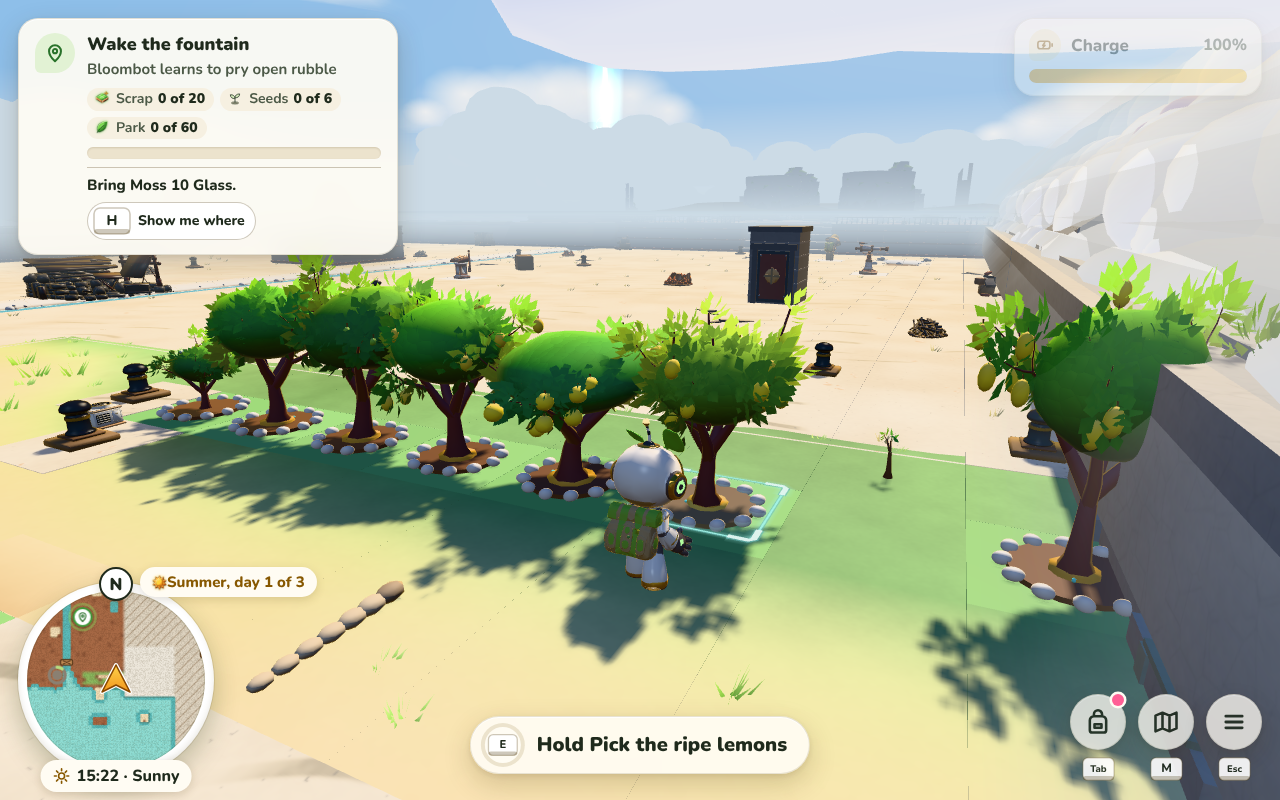 Wake the fountain
Bloombot learns to pry open rubble
Scrap 0 of 20 Seeds 0 of 6
Park 0 of 60
Bring Moss 10 Glass.
H Show me where
Charge 100%
N
Summer, day 1 of 3
15:22 · Sunny
E Hold Pick the ripe lemons
Tab M Esc